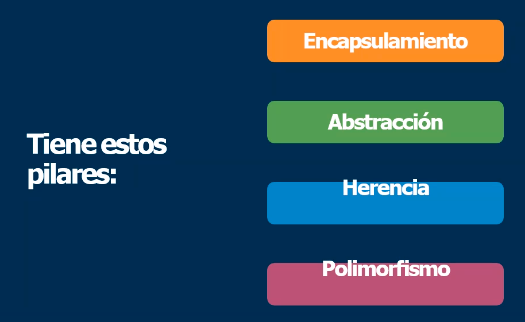 Tiene estos
pilares:
Encapsulamiento
Abstracción
Herencia
Polimorfismo